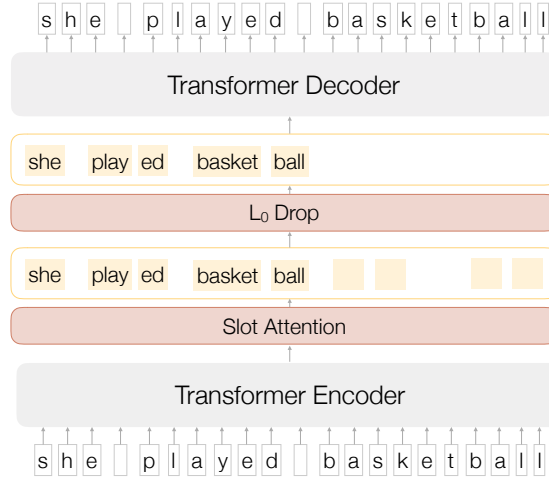 s h e p l a y e d b a s k e t b a l l
Transformer Decoder
she play ed basket ball
L₀ Drop
she play ed basket ball
Slot Attention
Transformer Encoder
s h e p l a y e d b a s k e t b a l l